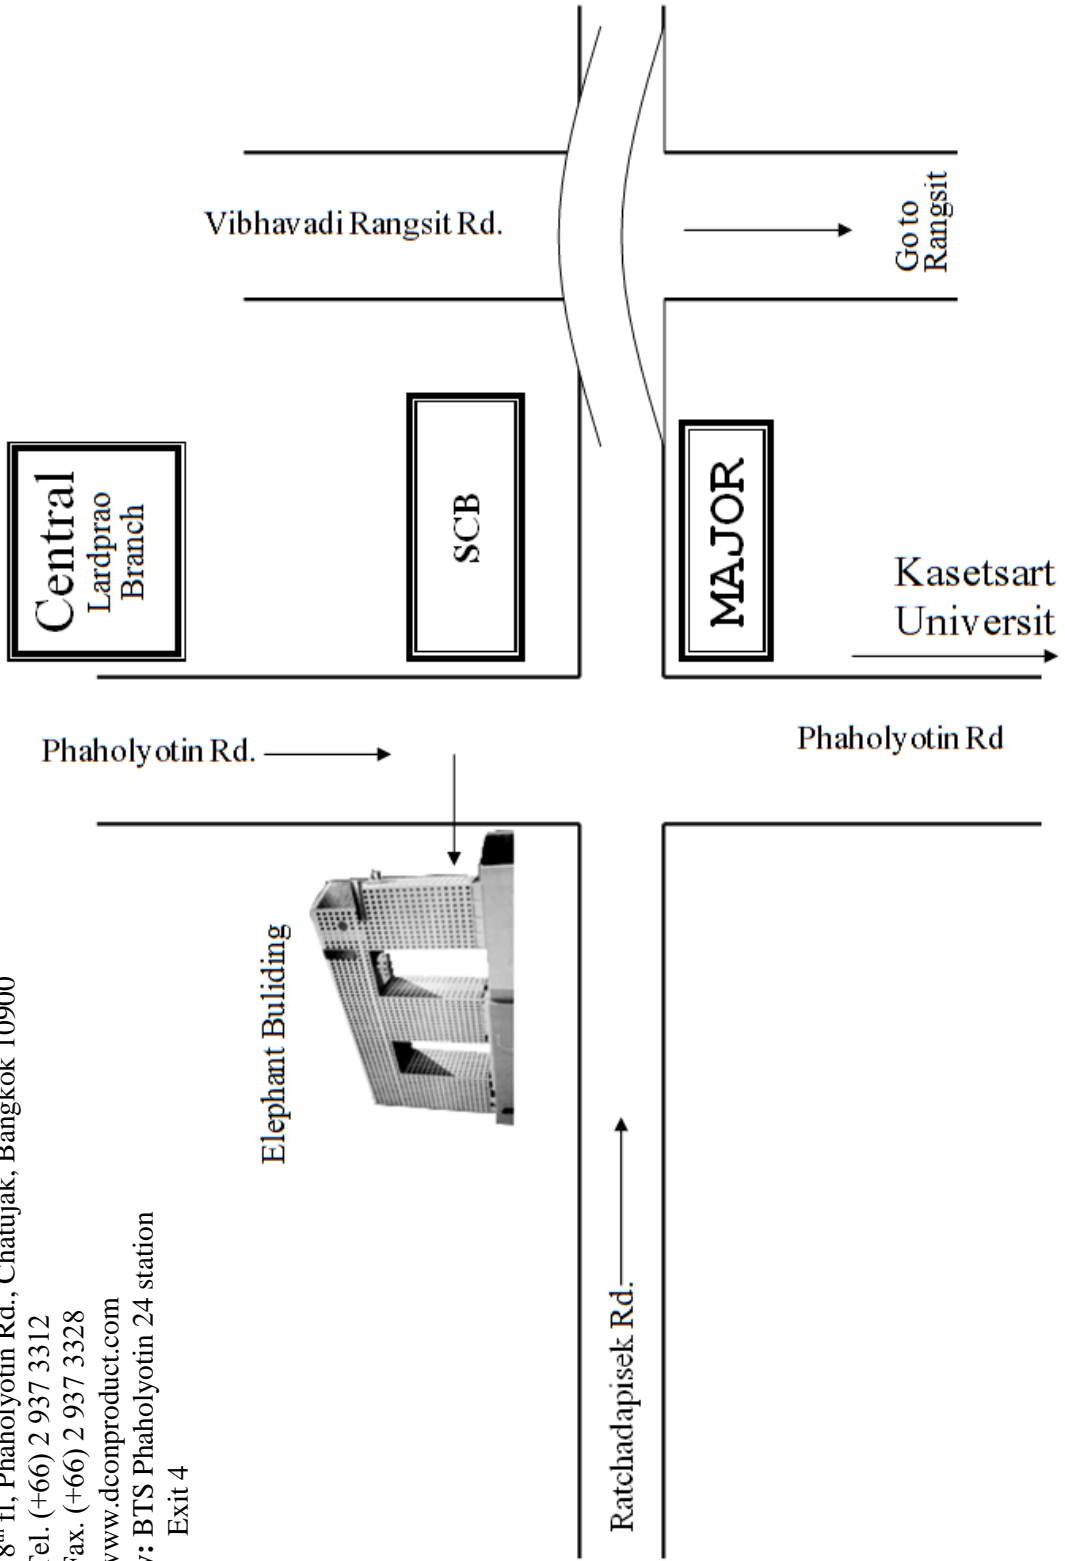 8th fl, Phaholyotin Rd., Chatujak, Bangkok 10900
Tel. (+66) 2 937 3312
Fax. (+66) 2 937 3328
www.dconproduct.com
y: BTS Phaholyotin 24 station
Exit 4
Elephant Buliding
Ratchadapisek Rd.
Phaholyotin Rd.
Phaholyotin Rd
Central
Lardprao
Branch
SCB
MAJOR
Kasetsart
Universit
Vibhavadi Rangsit Rd.
Go to
Rangsit